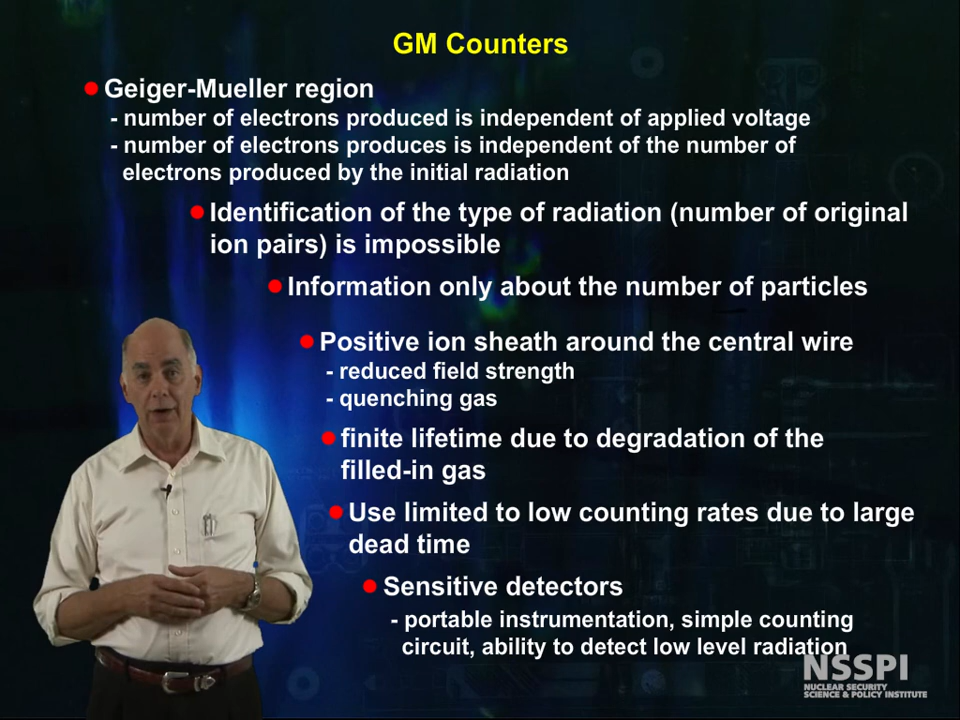 GM Counters
Geiger-Mueller region
- number of electrons produced is independent of applied voltage
- number of electrons produces is independent of the number of
electrons produced by the initial radiation
Identification of the type of radiation (number of original
ion pairs) is impossible
Information only about the number of particles
Positive ion sheath around the central wire
- reduced field strength
- quenching gas
finite lifetime due to degradation of the
filled-in gas
Use limited to low counting rates due to large
dead time
Sensitive detectors
- portable instrumentation, simple counting
circuit, ability to detect low level radiation
NSSPI
NUCLEAR SECURITY
SCIENCE & POLICY INSTITUTE